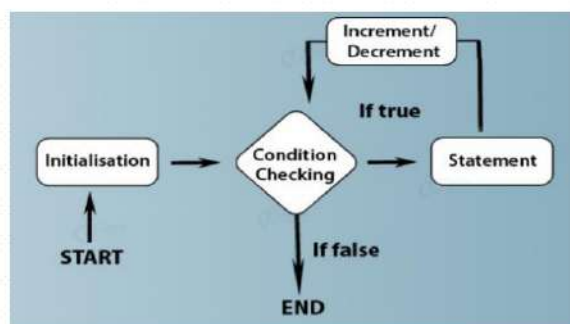 Increment/
Decrement
If true
Initialisation
Condition
Checking
Statement
START
If false
END